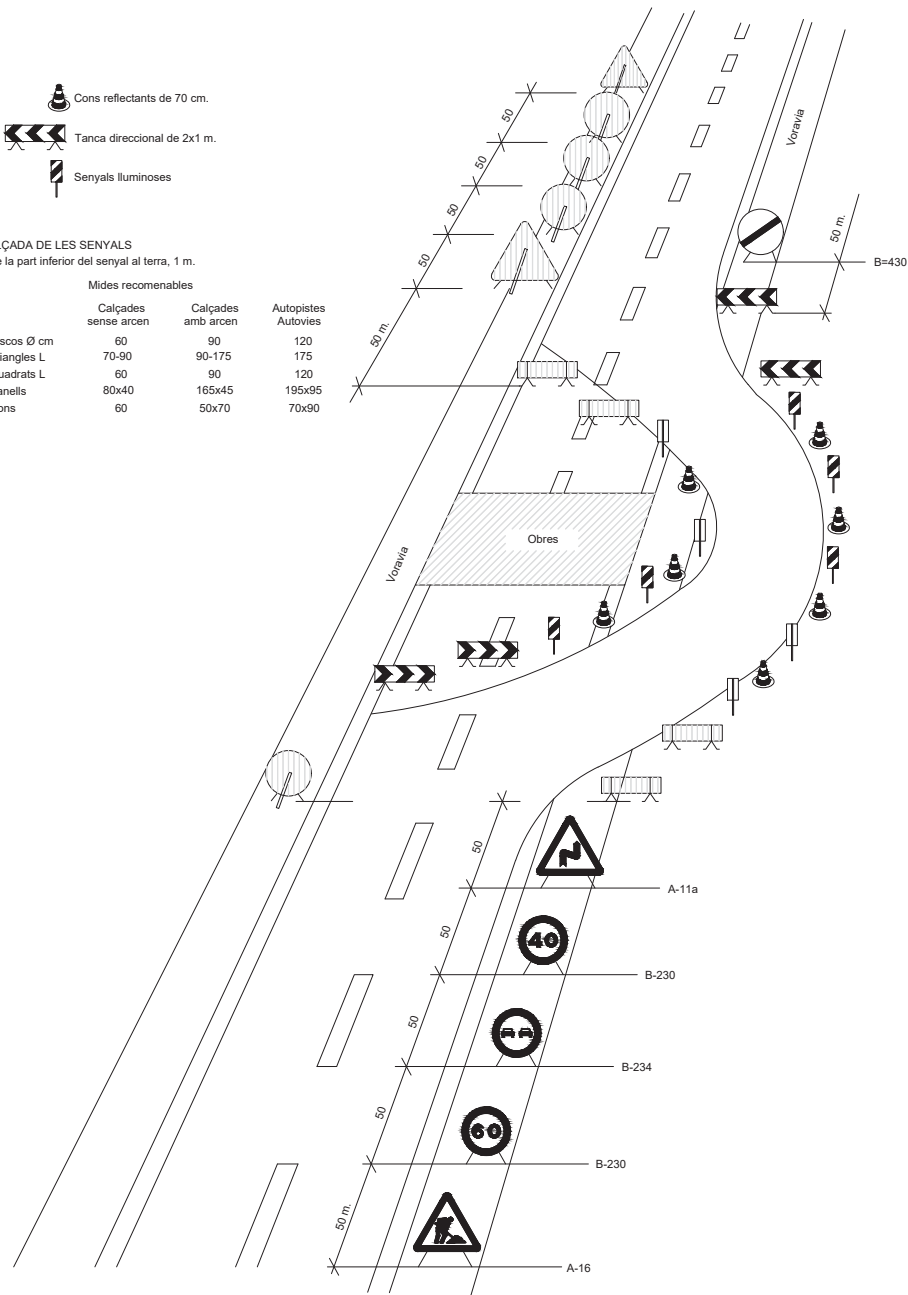 Cons reflectants de 70 cm.
Tanca direccional de 2x1 m.
Senyals lluminoses
LÇADA DE LES SENYALS
e la part inferior del senyal al terra, 1 m.
Mides recomenables
Calçades sense arcen Calçades amb arcen Autopistes Autovies
scos Ø cm 60 90 120
iangles L 70-90 90-175 175
uadrats L 60 90 120
anells 80x40 165x45 195x95
ons 60 50x70 70x90
50
50
50
50
50 m.
Voravia
50 m.
B=430
Obres
Voravia
50
A-11a
50
40
B-230
50
B-234
50
60
B-230
50 m.
A-16